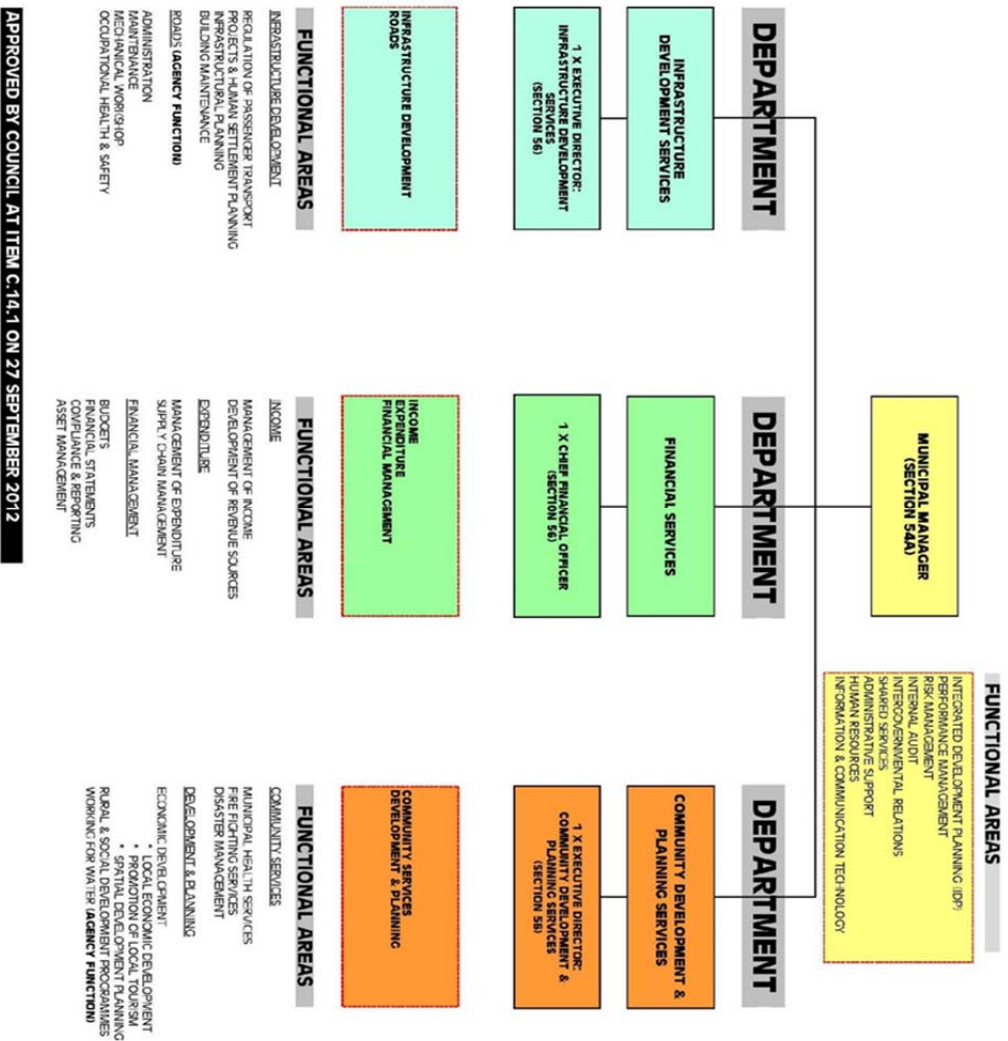 MUNICIPAL MANAGER
(SECTION 54A)
FUNCTIONAL AREAS
INTEGRATED DEVELOPMENT PLANNING (IDP)
PERFORMANCE MANAGEMENT
RISK MANAGEMENT
INTERNAL AUDIT
INTERGOVERNMENTAL RELATIONS
SHARED SERVICES
ADMINISTRATIVE SUPPORT
HUMAN RESOURCES
INFORMATION & COMMUNICATION TECHNOLOGY
DEPARTMENT
INFRASTRUCTURE
DEVELOPMENT SERVICES
1 X EXECUTIVE DIRECTOR:
INFRASTRUCTURE DEVELOPMENT
SERVICES
(SECTION 56)
INFRASTRUCTURE DEVELOPMENT
ROADS
FUNCTIONAL AREAS
INFRASTRUCTURE DEVELOPMENT
REGULATION OF PASSENGER TRANSPORT
PROJECTS & HUMAN SETTLEMENT PLANNING
INFRASTRUCTURAL PLANNING
BUILDING MAINTENANCE
ROADS (AGENCY FUNCTION)
ADMINISTRATION
MAINTENANCE
MECHANICAL WORKSHOP
OCCUPATIONAL HEALTH & SAFETY
DEPARTMENT
FINANCIAL SERVICES
1 X CHIEF FINANCIAL OFFICER
(SECTION 56)
INCOME
EXPENDITURE
FINANCIAL MANAGEMENT
FUNCTIONAL AREAS
INCOME
MANAGEMENT OF INCOME
DEVELOPMENT OF REVENUE SOURCES
EXPENDITURE
MANAGEMENT OF EXPENDITURE
SUPPLY CHAIN MANAGEMENT
FINANCIAL MANAGEMENT
BUDGETS
FINANCIAL STATEMENTS
COMPLIANCE & REPORTING
ASSET MANAGEMENT
DEPARTMENT
COMMUNITY DEVELOPMENT &
PLANNING SERVICES
1 X EXECUTIVE DIRECTOR:
COMMUNITY DEVELOPMENT &
PLANNING SERVICES
(SECTION 56)
COMMUNITY SERVICES
DEVELOPMENT & PLANNING
FUNCTIONAL AREAS
COMMUNITY SERVICES
MUNICIPAL HEALTH SERVICES
FIRE FIGHTING SERVICES
DISASTER MANAGEMENT
DEVELOPMENT & PLANNING
ECONOMIC DEVELOPMENT
* LOCAL ECONOMIC DEVELOPMENT
* PROMOTION OF LOCAL TOURISM
* SPATIAL DEVELOPMENT PLANNING
RURAL & SOCIAL DEVELOPMENT PROGRAMMES
WORKING FOR WATER (AGENCY FUNCTION)
APPROVED BY COUNCIL AT ITEM C.14.1 ON 27 SEPTEMBER 2012